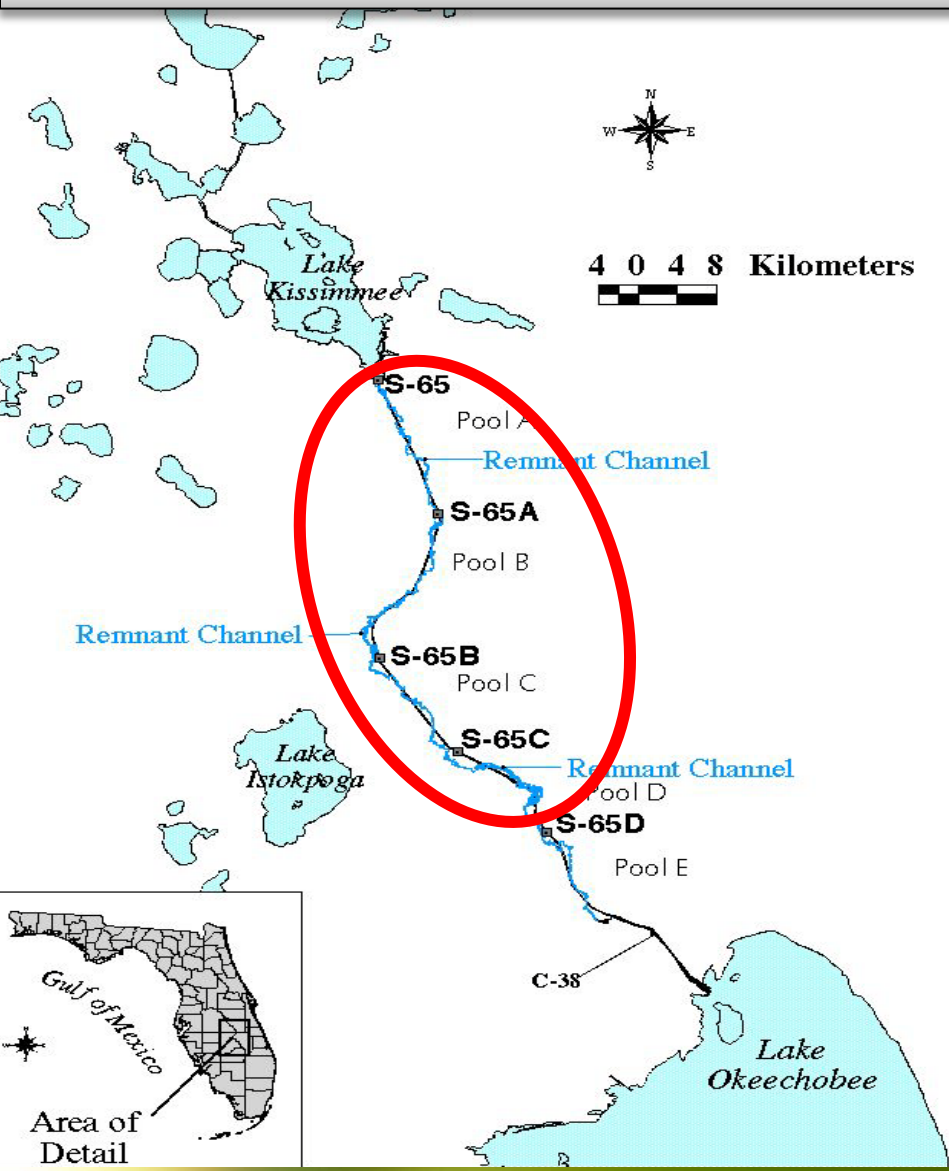 N
W
E
S
4 0 4 8 Kilometers
Lake
Kissimmee
S-65
Pool A
Remnant Channel
S-65A
Pool B
Remnant Channel
S-65B
Pool C
S-65C
Lake
Istokpoga
Remnant Channel
Pool D
S-65D
Pool E
C-38
Gulf of Mexico
Area of
Detail
Lake
Okeechobee